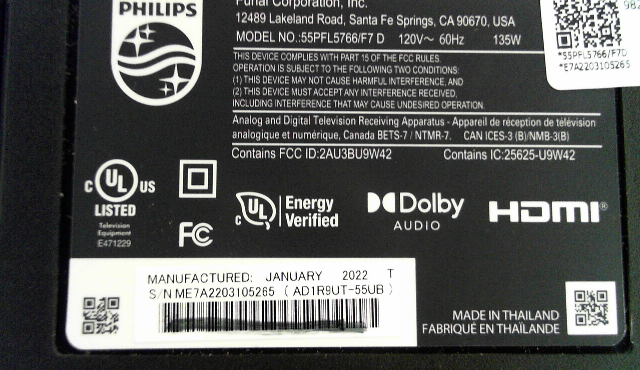 PHILIPS
Funai Corporation, Inc.
12489 Lakeland Road, Santa Fe Springs, CA 90670, USA
MODEL NO.:55PFL5766/F7 D 120V~ 60Hz 135W
THIS DEVICE COMPLIES WITH PART 15 OF THE FCC RULES.
OPERATION IS SUBJECT TO THE FOLLOWING TWO CONDITIONS:
(1) THIS DEVICE MAY NOT CAUSE HARMFUL INTERFERENCE, AND
(2) THIS DEVICE MUST ACCEPT ANY INTERFERENCE RECEIVED,
INCLUDING INTERFERENCE THAT MAY CAUSE UNDESIRED OPERATION.
Analog and Digital Television Receiving Apparatus - Appareil de réception de télévision
analogique et numérique, Canada BETS-7 / NTMR-7. CAN ICES-3 (B)/NMB-3(B)
Contains FCC ID:2AU3BU9W42 Contains IC:25625-U9W42
*55PFL5766/F7D
*E7A2203105265
C UL US
LISTED
Television
Equipment
E471229
FC
C UL Energy
Verified
Dolby
AUDIO
HDMI®
MANUFACTURED: JANUARY 2022 T
S/N ME7A2203105265 ( AD1R9UT-55UB )
MADE IN THAILAND
FABRIQUÉ EN THAÏLANDE